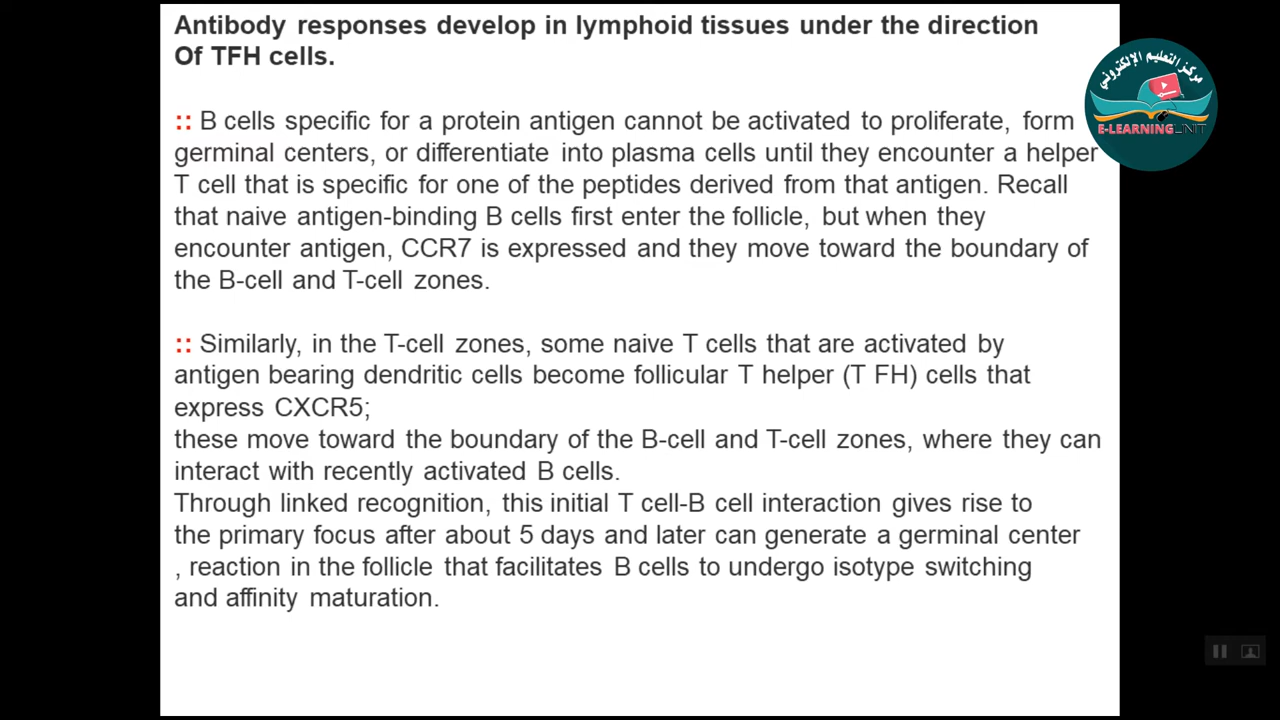 Antibody responses develop in lymphoid tissues under the direction
Of TFH cells.
:: B cells specific for a protein antigen cannot be activated to proliferate, form
germinal centers, or differentiate into plasma cells until they encounter a helper
T cell that is specific for one of the peptides derived from that antigen. Recall
that naive antigen-binding B cells first enter the follicle, but when they
encounter antigen, CCR7 is expressed and they move toward the boundary of
the B-cell and T-cell zones.
:: Similarly, in the T-cell zones, some naive T cells that are activated by
antigen bearing dendritic cells become follicular T helper (T FH) cells that
express CXCR5;
these move toward the boundary of the B-cell and T-cell zones, where they can
interact with recently activated B cells.
Through linked recognition, this initial T cell-B cell interaction gives rise to
the primary focus after about 5 days and later can generate a germinal center
, reaction in the follicle that facilitates B cells to undergo isotype switching
and affinity maturation.
مركز التعليم الإلكتروني
E-LEARNING UNIT